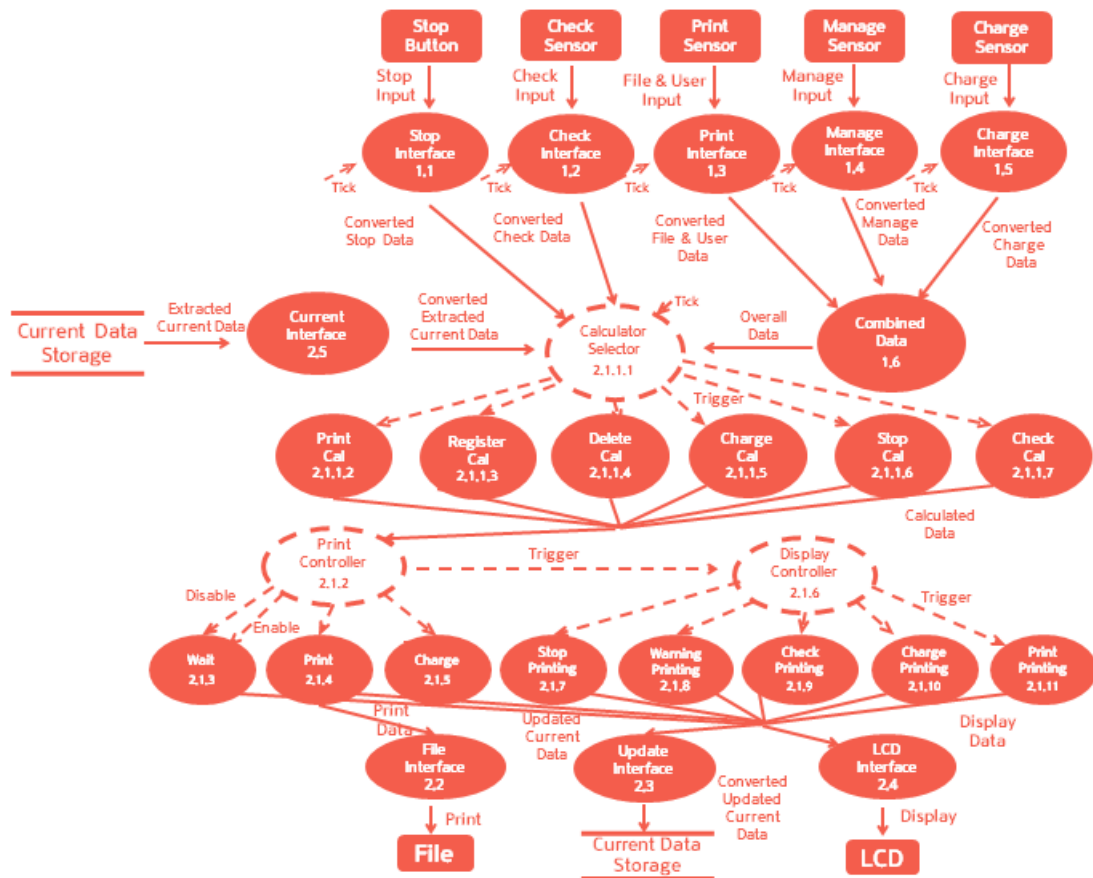 Stop
Button
Check
Sensor
Print
Sensor
Manage
Sensor
Charge
Sensor
Stop
Input
Check
Input
File & User
Input
Manage
Input
Charge
Input
Stop
Interface
1,1
Check
Interface
1,2
Print
Interface
1,3
Manage
Interface
1,4
Charge
Interface
1,5
Tick
Tick
Tick
Tick
Tick
Converted
Stop Data
Converted
Check Data
Converted
File & User
Data
Converted
Manage
Data
Converted
Charge
Data
Current Data
Storage
Extracted
Current Data
Current
Interface
2,5
Converted
Extracted
Current Data
Tick
Calculator
Selector
2,1,1,1
Overall
Data
Combined
Data
1,6
Trigger
Print
Cal
2,1,1,2
Register
Cal
2,1,1,3
Delete
Cal
2,1,1,4
Charge
Cal
2,1,1,5
Stop
Cal
2,1,1,6
Check
Cal
2,1,1,7
Calculated
Data
Print
Controller
2,1,2
Trigger
Display
Controller
2,1,6
Disable
Enable
Trigger
Wait
2,1,3
Print
2,1,4
Charge
2,1,5
Stop
Printing
2,1,7
Warning
Printing
2,1,8
Check
Printing
2,1,9
Charge
Printing
2,1,10
Print
Printing
2,1,11
Print
Data
Updated
Current
Data
Display
Data
File
Interface
2,2
Update
Interface
2,3
LCD
Interface
2,4
Print
Converted
Updated
Current
Data
Display
File
Current Data
Storage
LCD